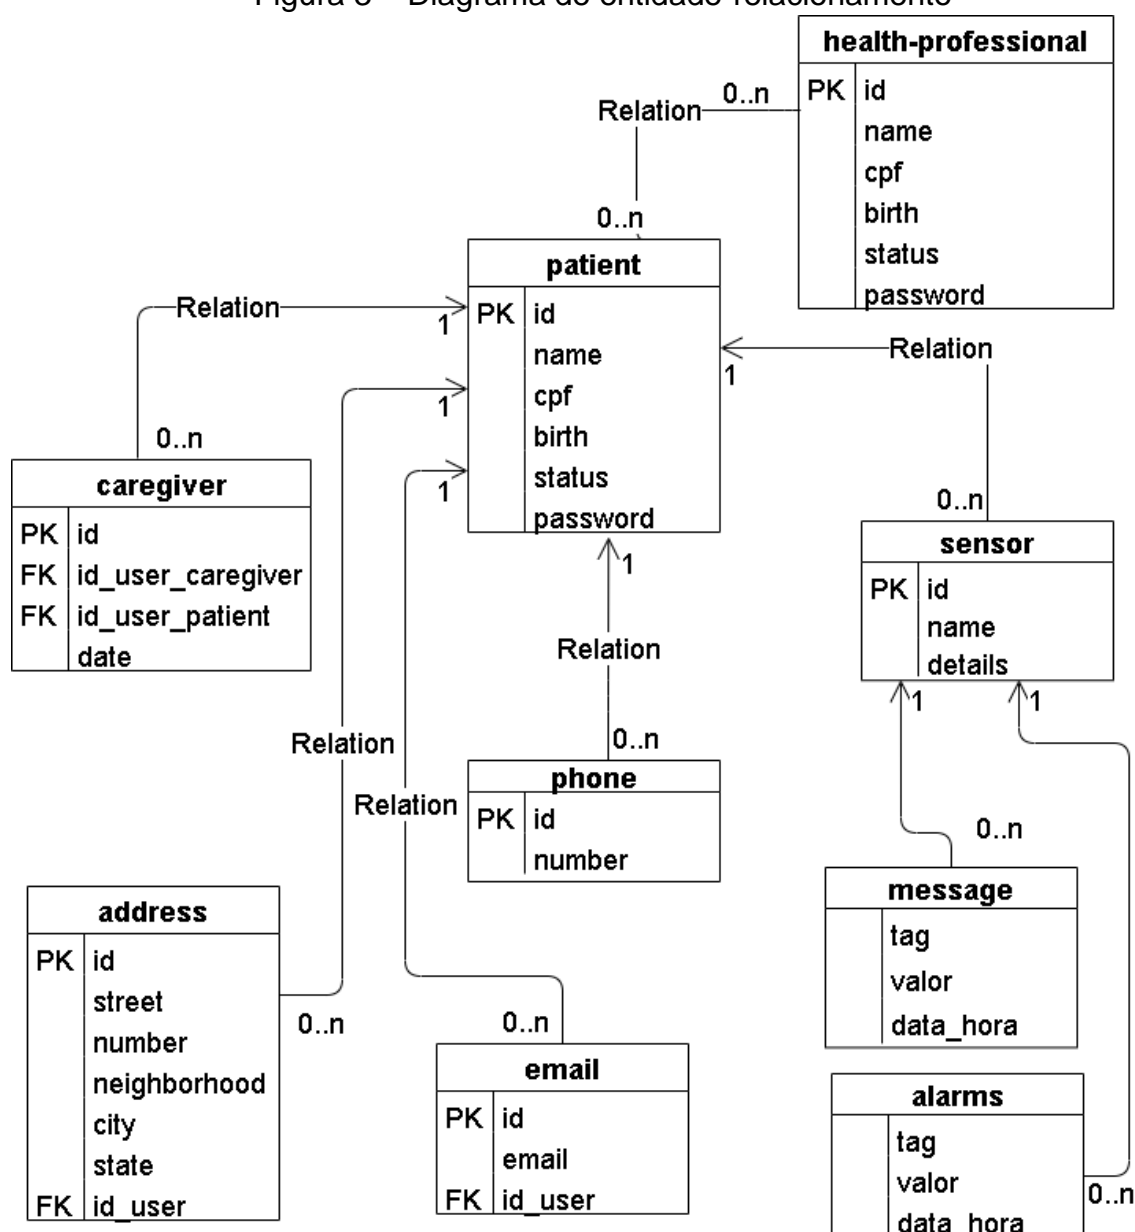 Figura 8 – Diagrama de entidade relacionamento
health-professional
PK id
name
cpf
birth
status
password
Relation
0..n
0..n
patient
PK id
name
cpf
birth
status
password
Relation
1
0..n
caregiver
PK id
FK id_user_caregiver
FK id_user_patient
date
Relation
1
0..n
sensor
PK id
name
details
1
1
Relation
1
0..n
phone
PK id
number
Relation
1
0..n
address
PK id
street
number
neighborhood
city
state
FK id_user
Relation
1
0..n
email
PK id
email
FK id_user
0..n
message
tag
valor
data_hora
alarms
tag
valor
data_hora
0..n